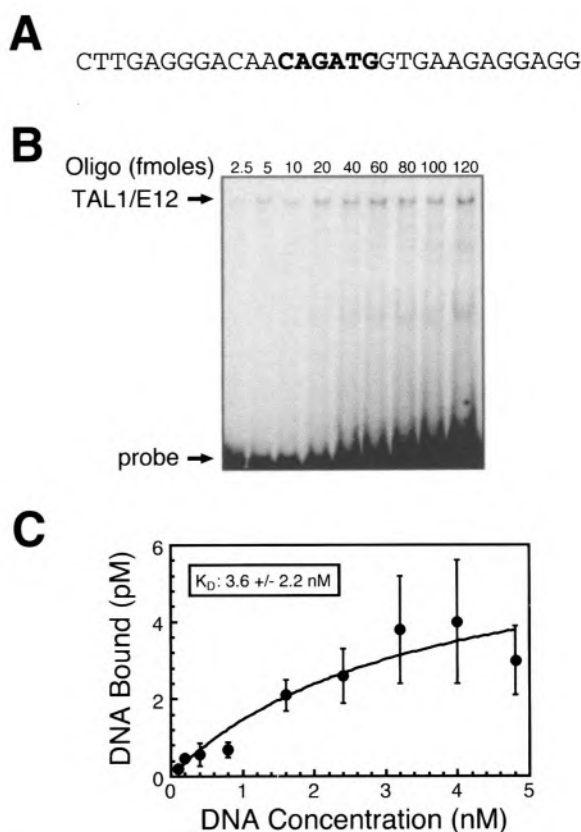 A
CTTGAGGGACAACAGATGGTGAAGAGGAGG
B
Oligo (fmoles) 2.5 5 10 20 40 60 80 100 120
TAL1/E12
probe
C
6
K_D: 3.6 +/- 2.2 nM
4
2
0
DNA Bound (pM)
0 1 2 3 4 5
DNA Concentration (nM)